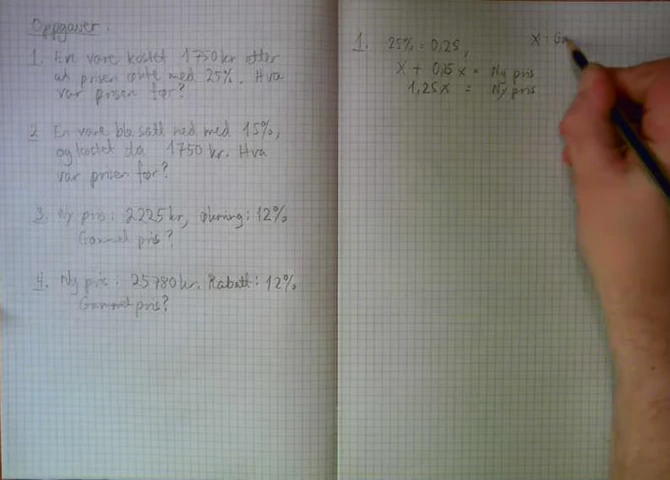 Oppgaver:
1. En vare kostet 1750 kr etter
at prisen økte med 25%. Hva
var prisen før?
2. En vare ble satt ned med 15%,
og kostet da 1750 kr. Hva
var prisen før?
3. Ny pris: 2225 kr, økning: 12%
Gammel pris?
4. Ny pris: 25780 kr. Rabatt: 12%
Gammel pris?
1. 25% = 0,25,
X + 0,25x = Ny pris
1,25x = Ny pris
X: Ga